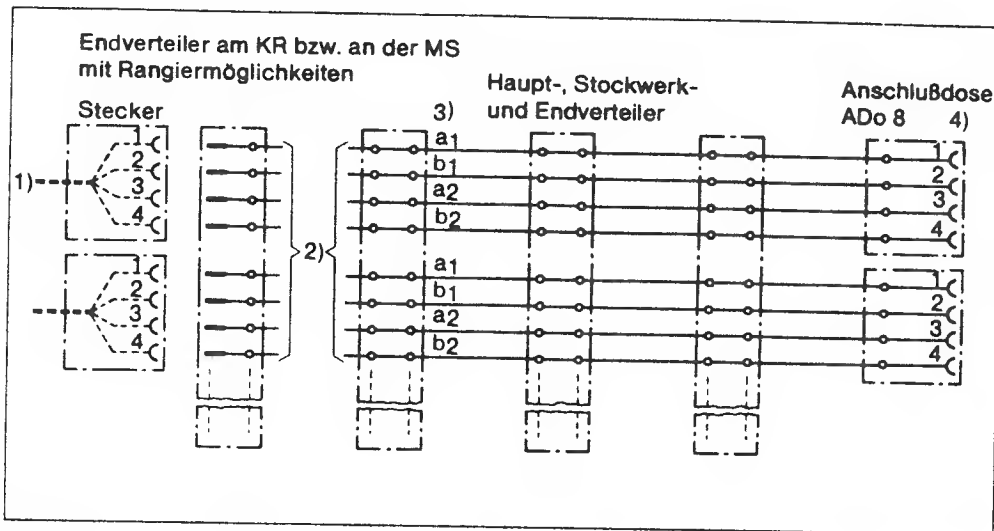 Endverteiler am KR bzw. an der MS
mit Rangiermöglichkeiten
Stecker
Haupt-, Stockwerk-
und Endverteiler
Anschlußdose
ADo 8 4)
3)
1)
2)
1
2
3
4
1
2
3
4
a1
b1
a2
b2
a1
b1
a2
b2
1
2
3
4
1
2
3
4